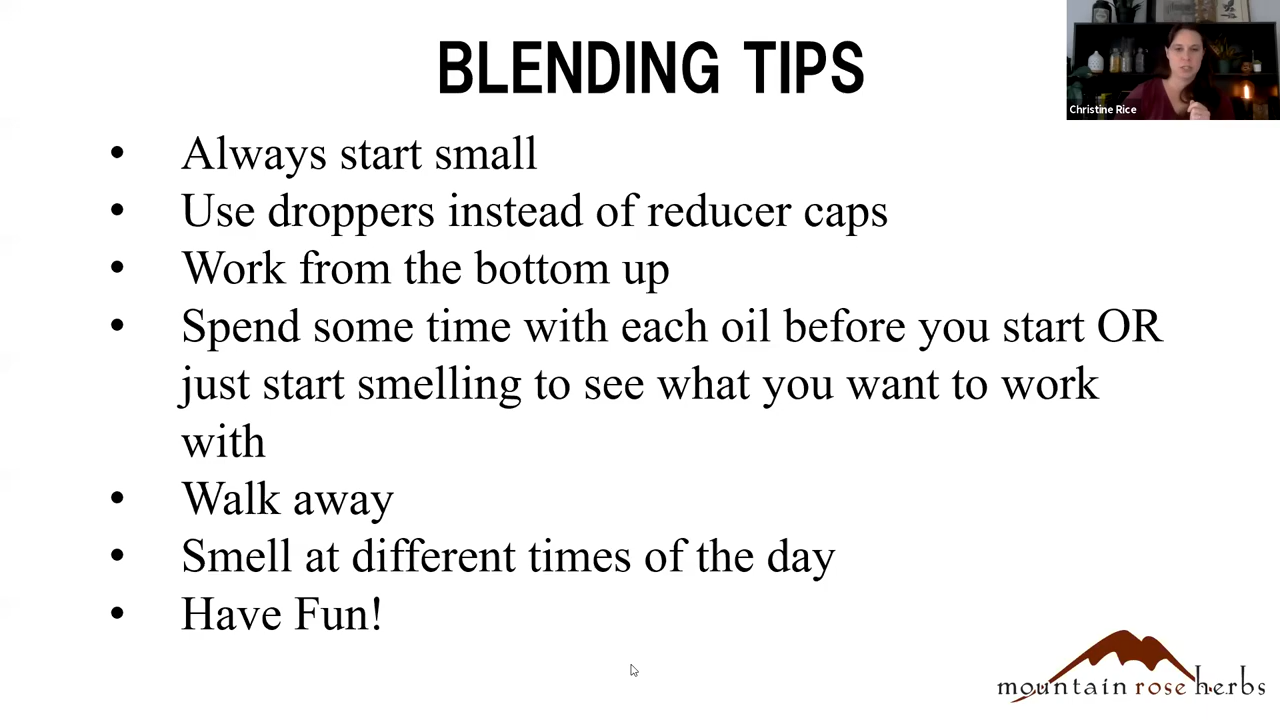 BLENDING TIPS
Christine Rice
• Always start small
• Use droppers instead of reducer caps
• Work from the bottom up
• Spend some time with each oil before you start OR
just start smelling to see what you want to work
with
• Walk away
• Smell at different times of the day
• Have Fun!
mountain rose herbs